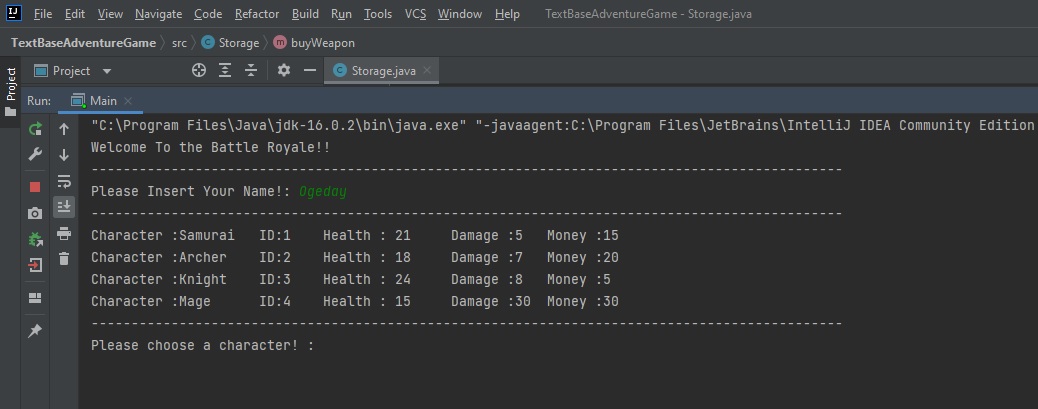 IJ File Edit View Navigate Code Refactor Build Run Tools VCS Window Help TextBaseAdventureGame - Storage.java
TextBaseAdventureGame src C Storage m buyWeapon
Project Project C Storage.java
Run: Main
"C:\Program Files\Java\jdk-16.0.2\bin\java.exe" "-javaagent:C:\Program Files\JetBrains\IntelliJ IDEA Community Edition
Welcome To the Battle Royale!!
----------------------------------------------------------------------------------------------
Please Insert Your Name!: Ogeday
----------------------------------------------------------------------------------------------
Character :Samurai   ID:1    Health : 21     Damage :5   Money :15
Character :Archer    ID:2    Health : 18     Damage :7   Money :20
Character :Knight    ID:3    Health : 24     Damage :8   Money :5
Character :Mage      ID:4    Health : 15     Damage :30  Money :30
----------------------------------------------------------------------------------------------
Please choose a character! :